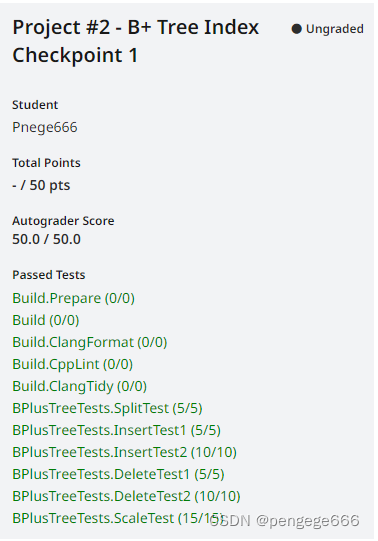 Project #2 - B+ Tree Index
Checkpoint 1
Ungraded
Student
Pnege666
Total Points
- / 50 pts
Autograder Score
50.0 / 50.0
Passed Tests
Build.Prepare (0/0)
Build (0/0)
Build.ClangFormat (0/0)
Build.CppLint (0/0)
Build.ClangTidy (0/0)
BPlusTreeTests.SplitTest (5/5)
BPlusTreeTests.InsertTest1 (5/5)
BPlusTreeTests.InsertTest2 (10/10)
BPlusTreeTests.DeleteTest1 (5/5)
BPlusTreeTests.DeleteTest2 (10/10)
BPlusTreeTests.ScaleTest (15/15)
CSDN @pengege666